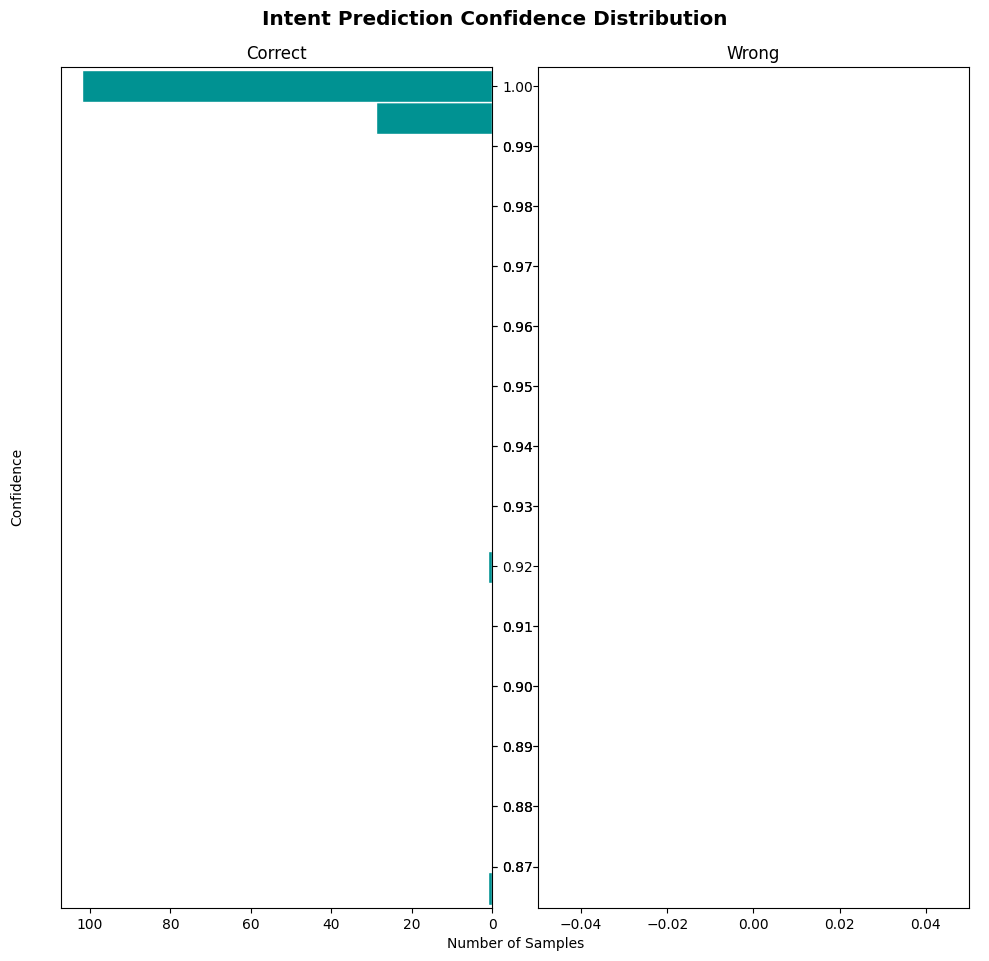 Intent Prediction Confidence Distribution
Correct
Wrong
1.00
0.99
0.98
0.97
0.96
0.95
0.94
0.93
0.92
0.91
0.90
0.89
0.88
0.87
Confidence
100 80 60 40 20 0
−0.04 −0.02 0.00 0.02 0.04
Number of Samples